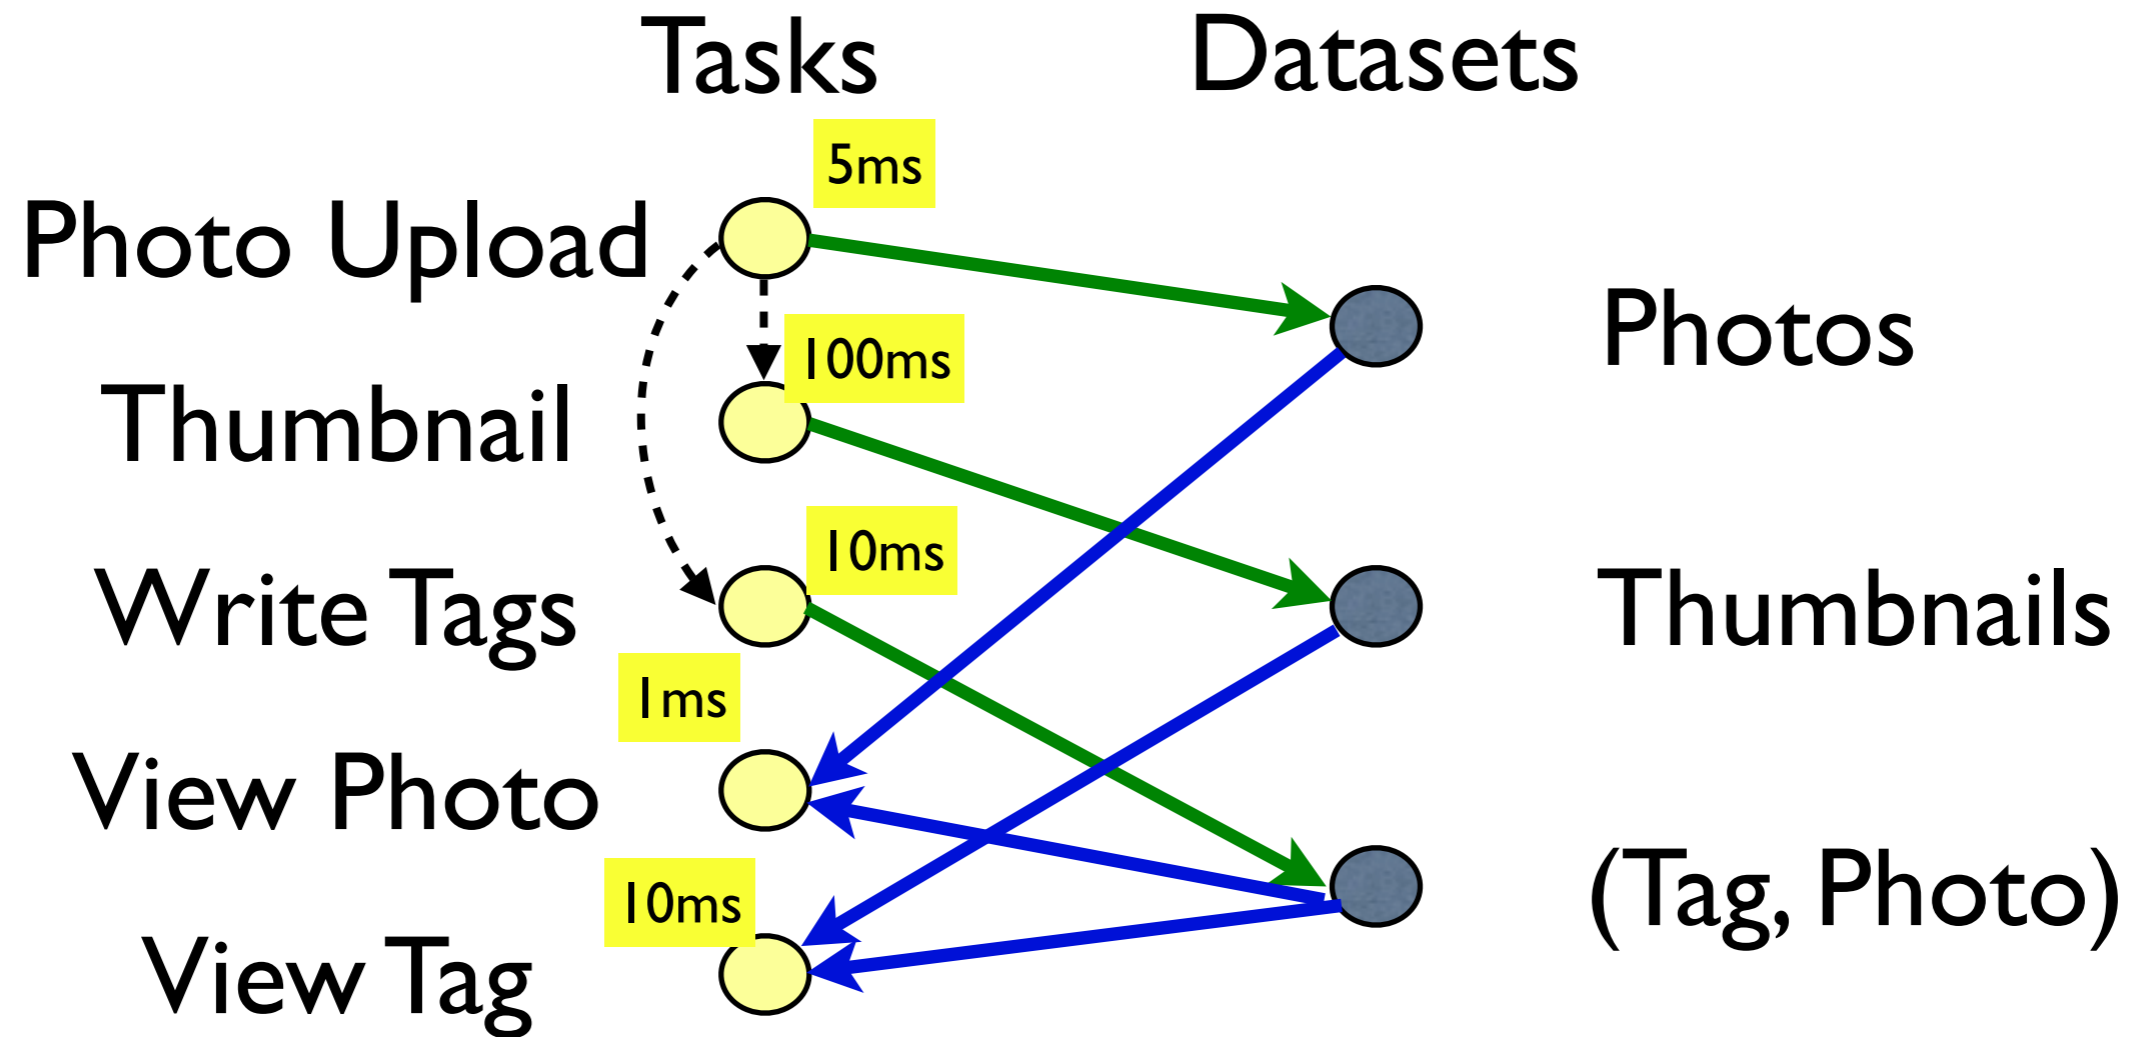 Tasks Datasets
5ms
Photo Upload
Photos
100ms
Thumbnail
10ms
Write Tags
Thumbnails
1ms
View Photo
(Tag, Photo)
10ms
View Tag